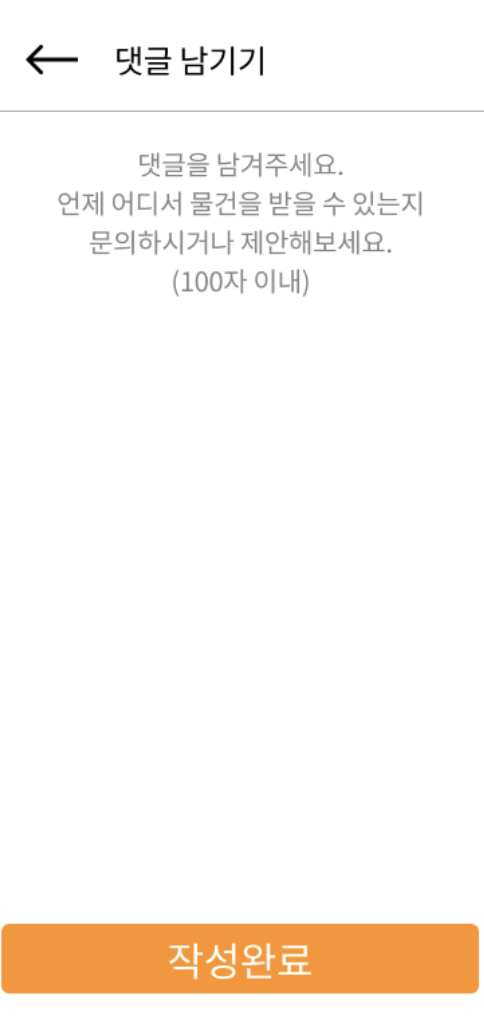 댓글 남기기
댓글을 남겨주세요.
언제 어디서 물건을 받을 수 있는지
문의하시거나 제안해보세요.
(100자 이내)
작성완료